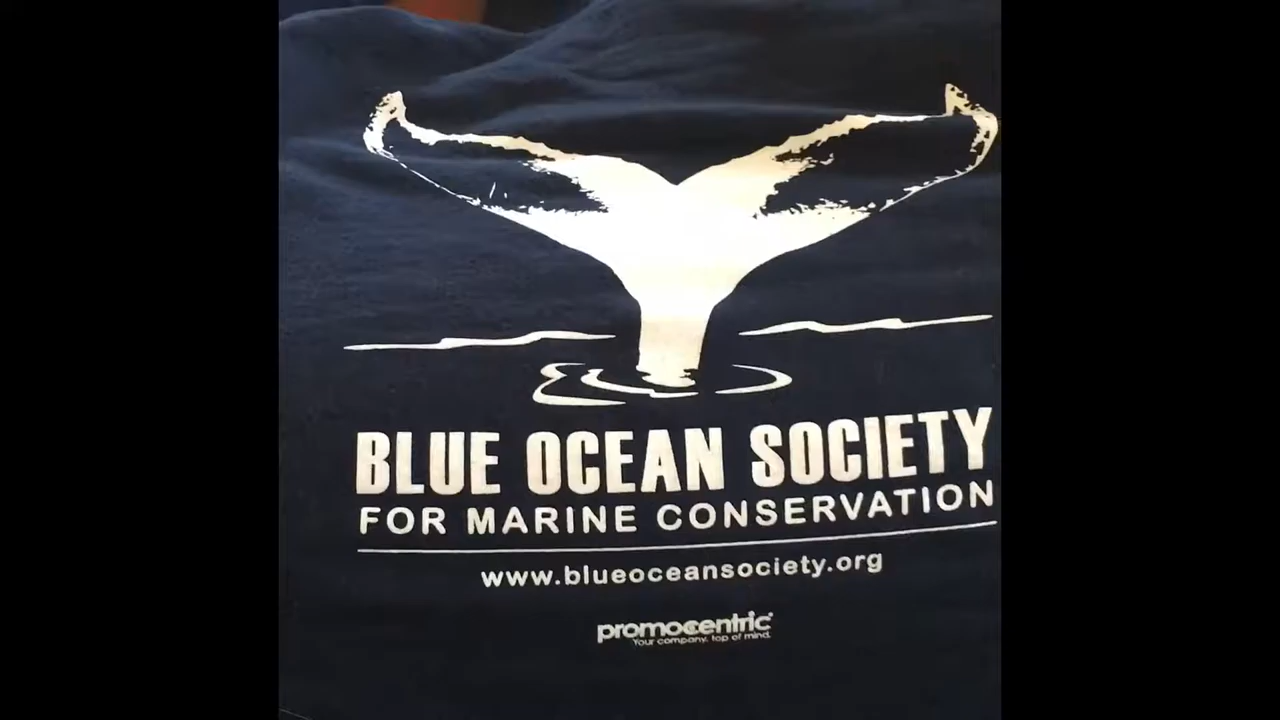 BLUE OCEAN SOCIETY
FOR MARINE CONSERVATION
www.blueoceansociety.org
promocentric
Your company. top of mind.